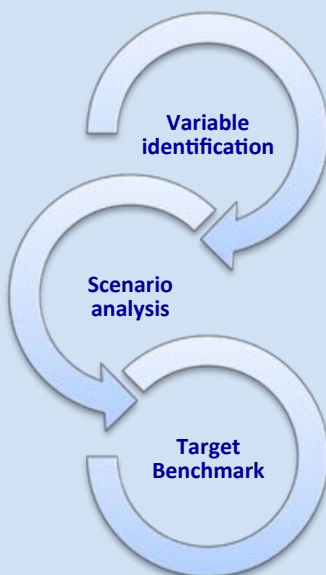 Variable
identification
Scenario
analysis
Target
Benchmark